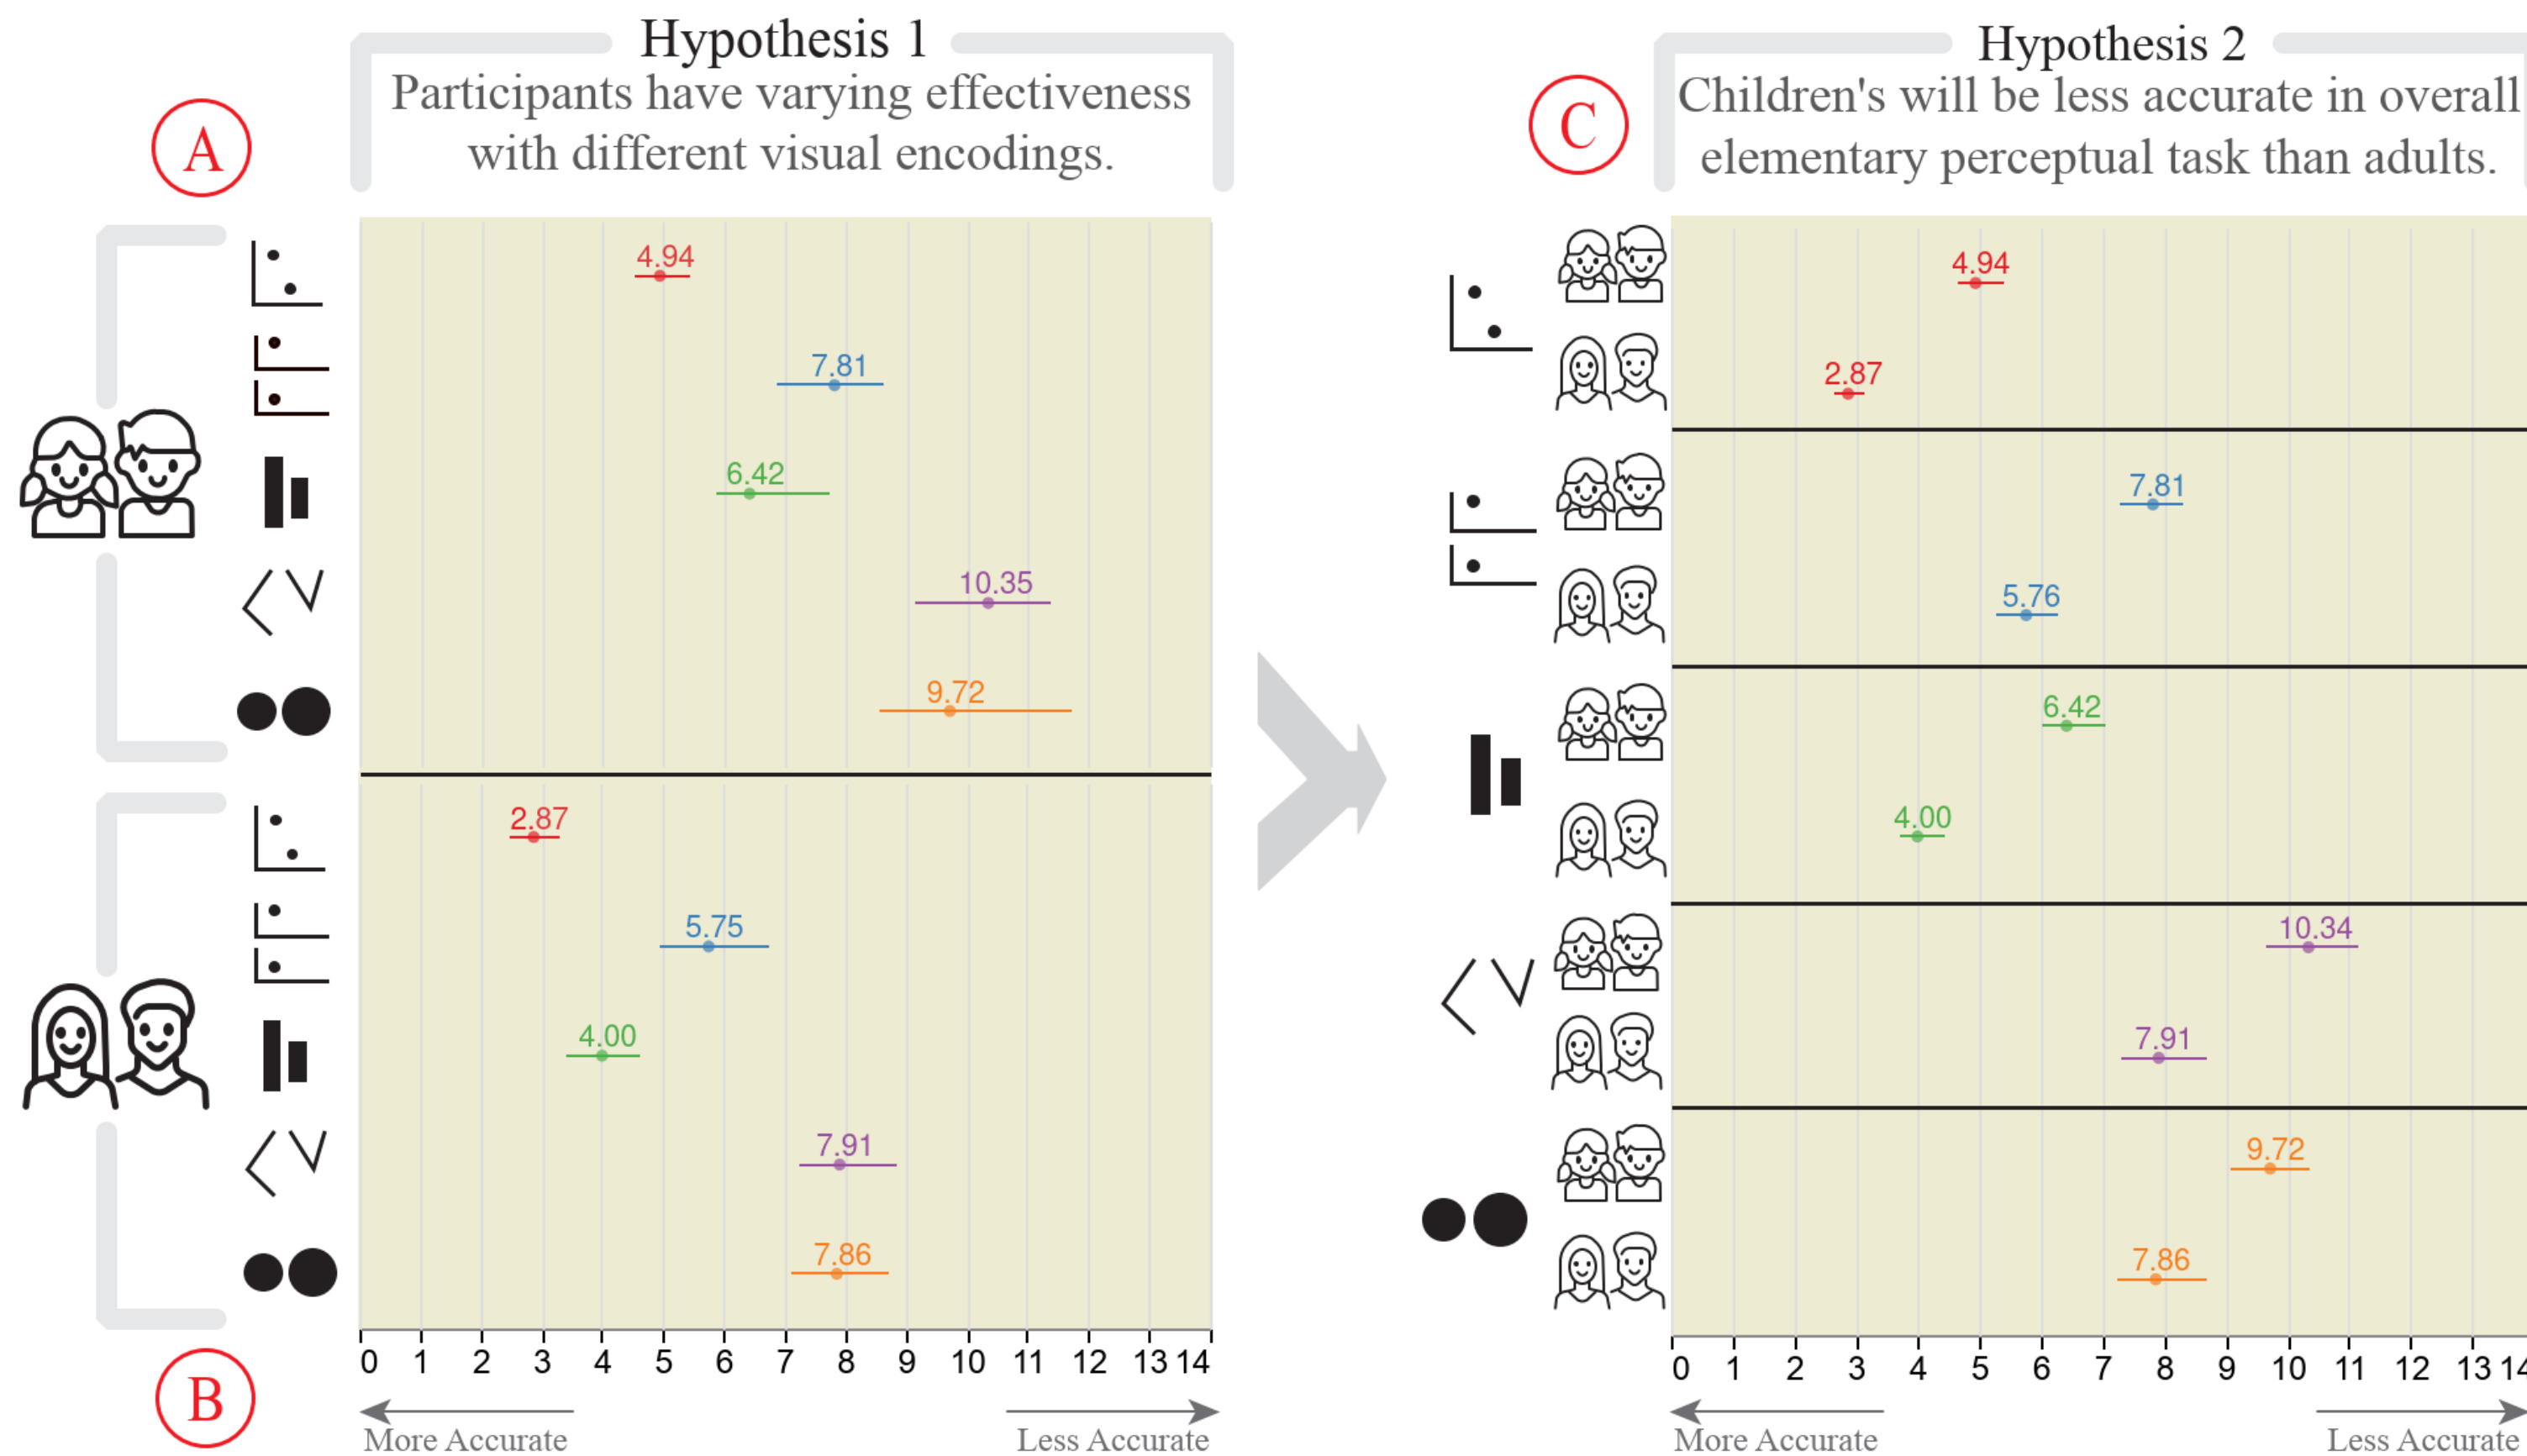 Hypothesis 1
Participants have varying effectiveness
with different visual encodings.
A
4.94
7.81
6.42
10.35
9.72
2.87
5.75
4.00
7.91
7.86
B
0 1 2 3 4 5 6 7 8 9 10 11 12 13 14
More Accurate Less Accurate
Hypothesis 2
C
Children's will be less accurate in overall
elementary perceptual task than adults.
4.94
2.87
7.81
5.76
6.42
4.00
10.34
7.91
9.72
7.86
0 1 2 3 4 5 6 7 8 9 10 11 12 13 14
More Accurate Less Accurate